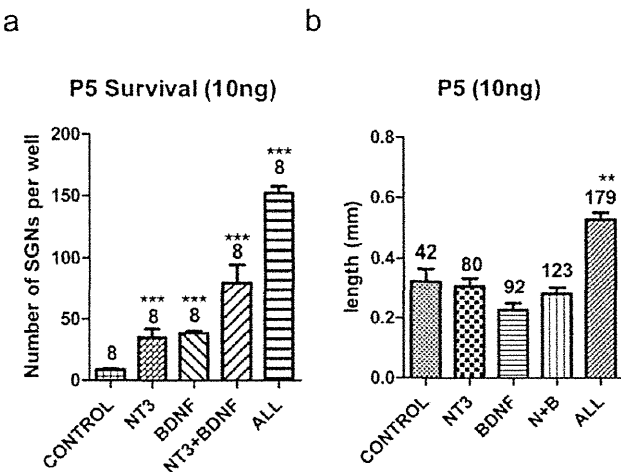 a
P5 Survival (10ng)
Number of SGNs per well
200
150
100
50
0
8
***
8
***
8
***
8
***
8
CONTROL
NT3
BDNF
NT3+BDNF
ALL
b
P5 (10ng)
length (mm)
0.8
0.6
0.4
0.2
0.0
42
80
92
123
**
179
CONTROL
NT3
BDNF
N+B
ALL